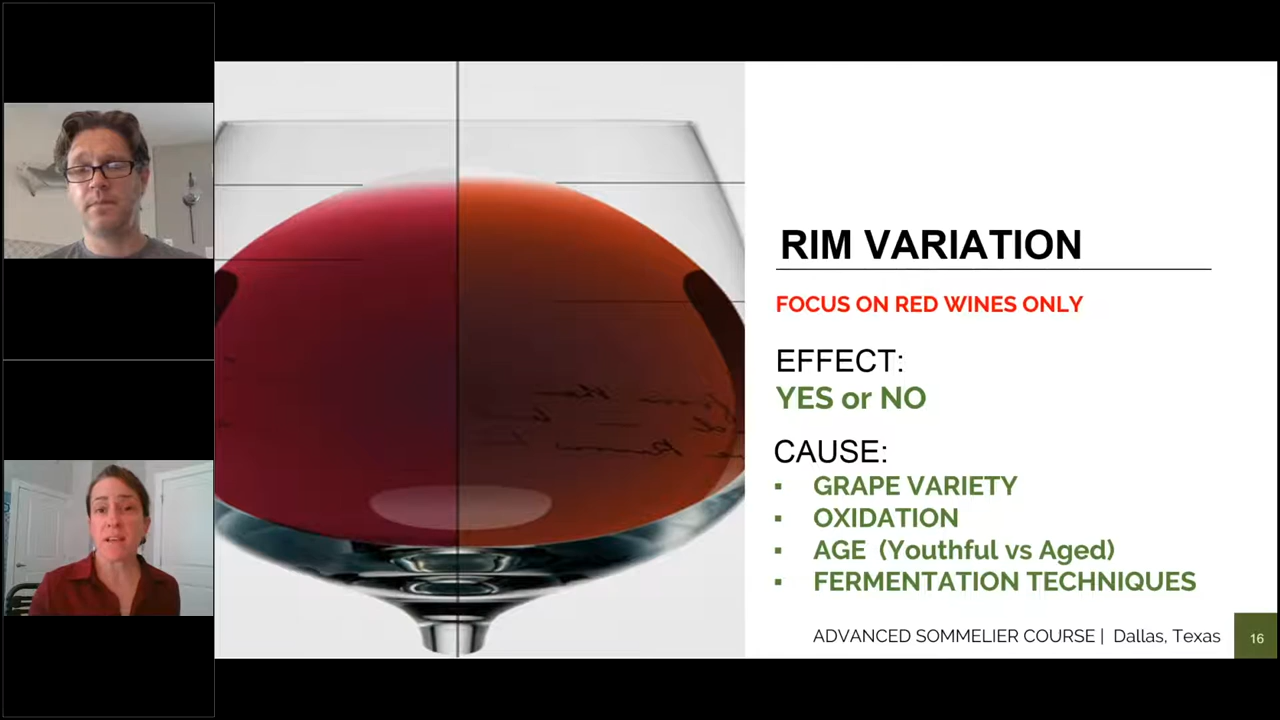 RIM VARIATION
FOCUS ON RED WINES ONLY
EFFECT:
YES or NO
CAUSE:
▪ GRAPE VARIETY
▪ OXIDATION
▪ AGE (Youthful vs Aged)
▪ FERMENTATION TECHNIQUES
ADVANCED SOMMELIER COURSE | Dallas, Texas
16